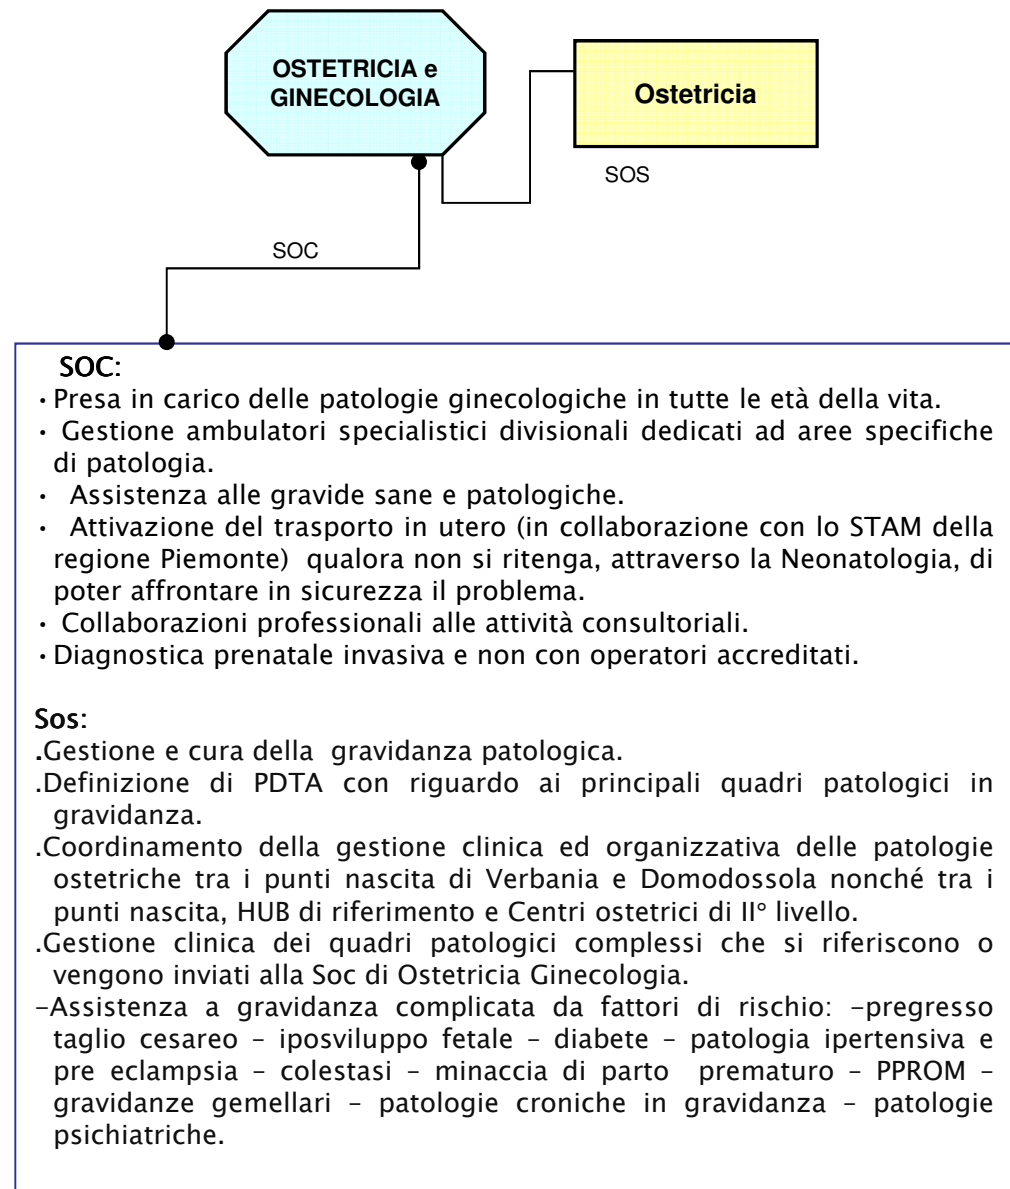 OSTETRICIA e
GINECOLOGIA
Ostetricia
SOS
SOC
SOC:
• Presa in carico delle patologie ginecologiche in tutte le età della vita.
• Gestione ambulatori specialistici divisionali dedicati ad aree specifiche
di patologia.
• Assistenza alle gravide sane e patologiche.
• Attivazione del trasporto in utero (in collaborazione con lo STAM della
regione Piemonte) qualora non si ritenga, attraverso la Neonatologia, di
poter affrontare in sicurezza il problema.
• Collaborazioni professionali alle attività consultoriali.
• Diagnostica prenatale invasiva e non con operatori accreditati.
Sos:
.Gestione e cura della gravidanza patologica.
.Definizione di PDTA con riguardo ai principali quadri patologici in
gravidanza.
.Coordinamento della gestione clinica ed organizzativa delle patologie
ostetriche tra i punti nascita di Verbania e Domodossola nonché tra i
punti nascita, HUB di riferimento e Centri ostetrici di II° livello.
.Gestione clinica dei quadri patologici complessi che si riferiscono o
vengono inviati alla Soc di Ostetricia Ginecologia.
-Assistenza a gravidanza complicata da fattori di rischio: -pregresso
taglio cesareo – iposviluppo fetale – diabete – patologia ipertensiva e
pre eclampsia – colestasi – minaccia di parto prematuro – PPROM –
gravidanze gemellari – patologie croniche in gravidanza – patologie
psichiatriche.